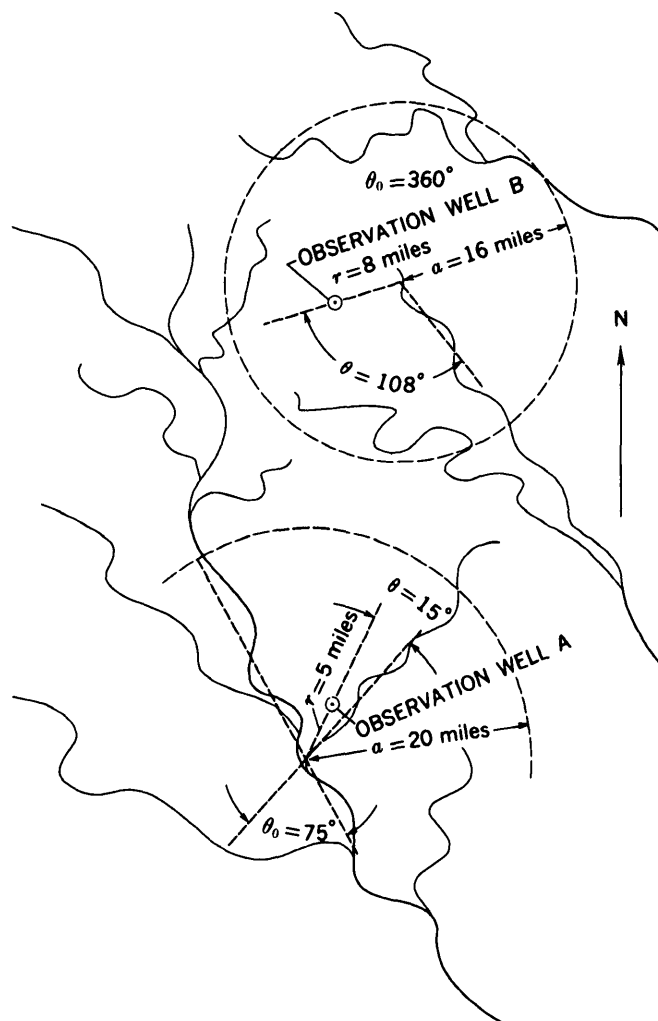 θ₀ = 360°
OBSERVATION WELL B
r = 8 miles
a = 16 miles
N
θ = 108°
θ = 15°
r = 5 miles
OBSERVATION WELL A
a = 20 miles
θ₀ = 75°